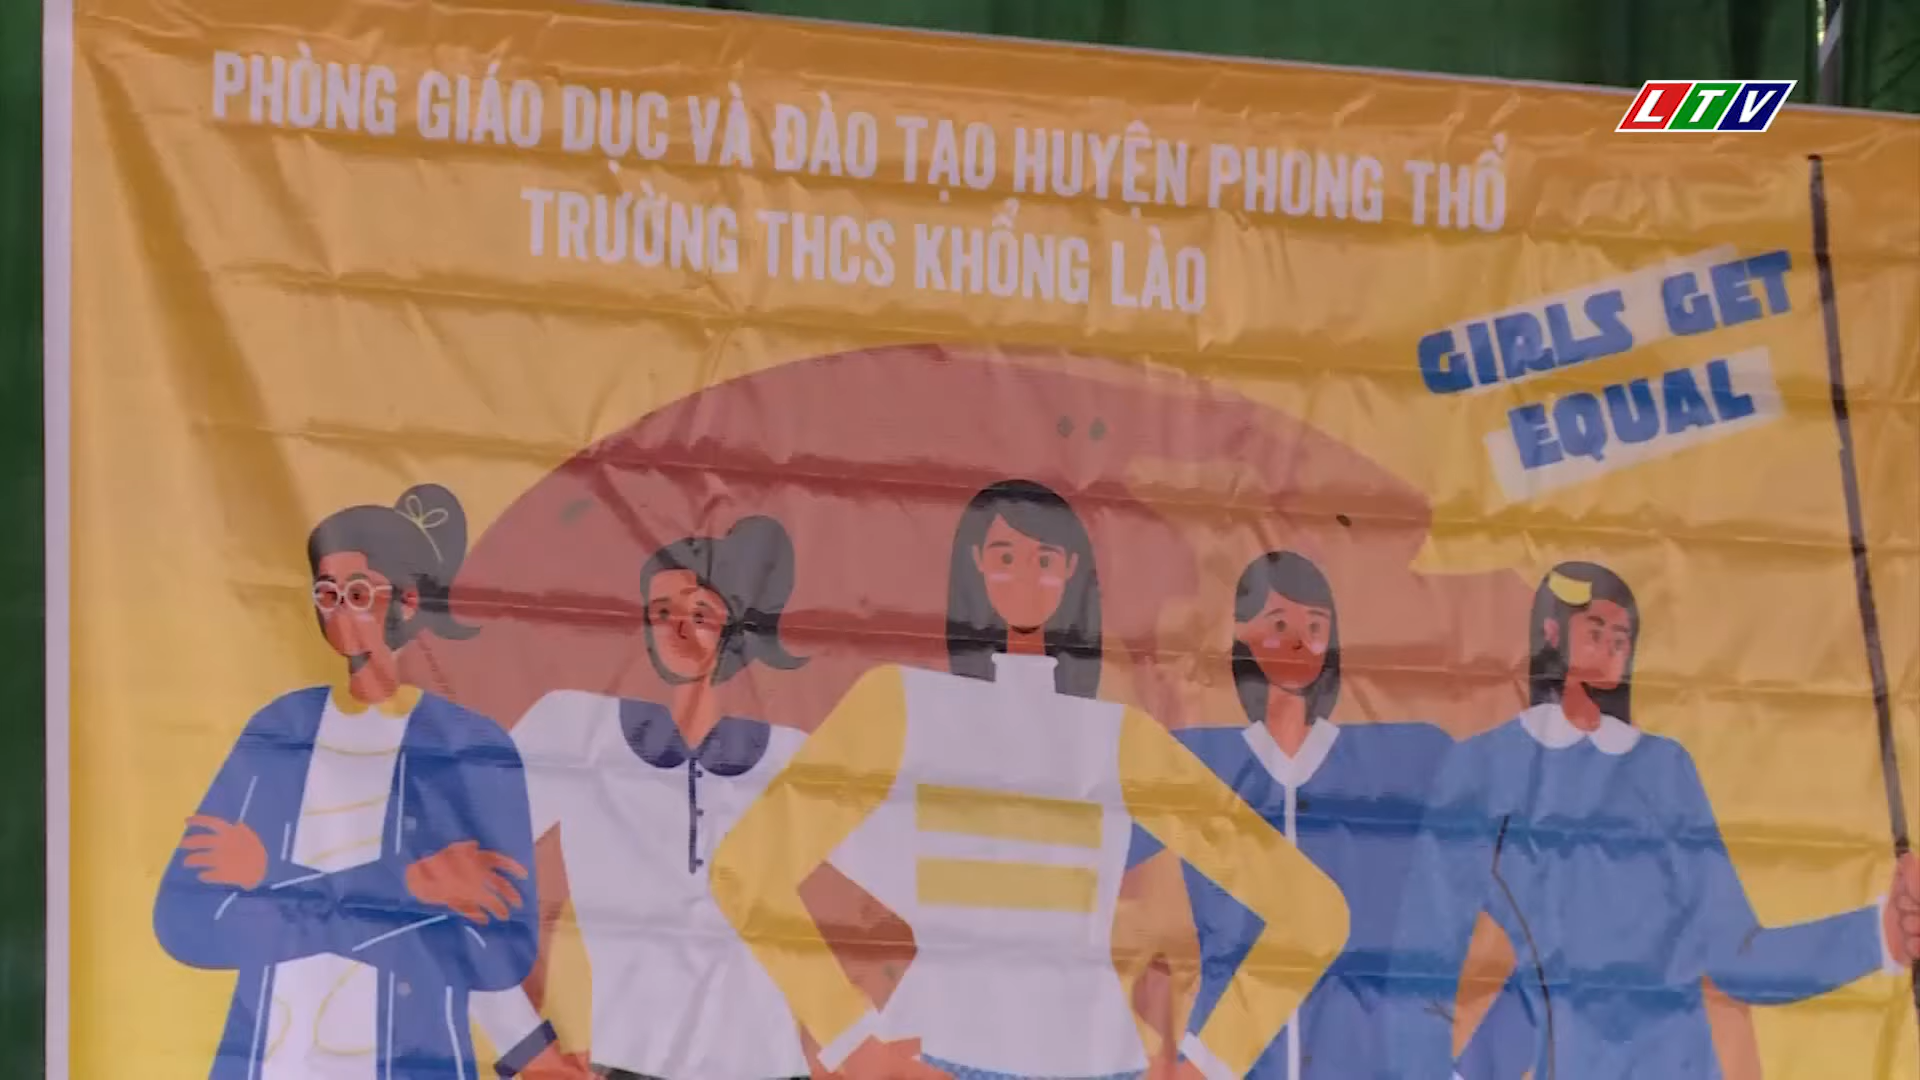 LTV
PHÒNG GIÁO DỤC VÀ ĐÀO TẠO HUYỆN PHONG THỔ
TRƯỜNG THCS KHỔNG LÀO
GIRLS GET
EQUAL